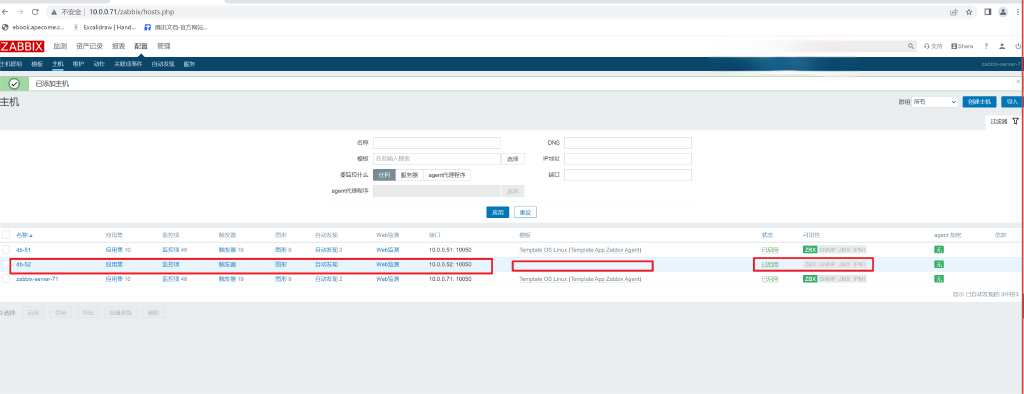 不安全 | 10.0.0.71/zabbix/hosts.php
ebook.apecome.c... Excalidraw | Hand... 腾讯文档-官方网站...
ZABBIX 监测 资产记录 报表 配置 管理 支持 Share ?
主机群组 模板 主机 维护 动作 关联项事件 自动发现 服务 zabbix-server-7
已添加主机
主机 群组 所有 创建主机 导入
过滤器
名称 DNS
模板 在此输入搜索 选择 IP地址
要监控什么 任何 服务器 agent代理程序 端口
agent代理程序 选择
应用 重设
名称▲ 应用集 监控项 触发器 图形 自动发现 Web监测 接口 模板 状态 可用性 agent 加密 信息
db-51 应用集 10 监控项 48 触发器 19 图形 9 自动发现 2 Web监测 10.0.0.51: 10050 Template OS Linux (Template App Zabbix Agent) 已启用 ZBX SNMP JMX IPMI 无
db-52 应用集 监控项 触发器 图形 自动发现 Web监测 10.0.0.52: 10050 已启用 ZBX SNMP JMX IPMI 无
zabbix-server-71 应用集 10 监控项 48 触发器 19 图形 9 自动发现 2 Web监测 10.0.0.71: 10050 Template OS Linux (Template App Zabbix Agent) 已启用 ZBX SNMP JMX IPMI 无
显示 已自动发现的 3中的3
0 选择 启用 禁用 导出 批量更新 删除